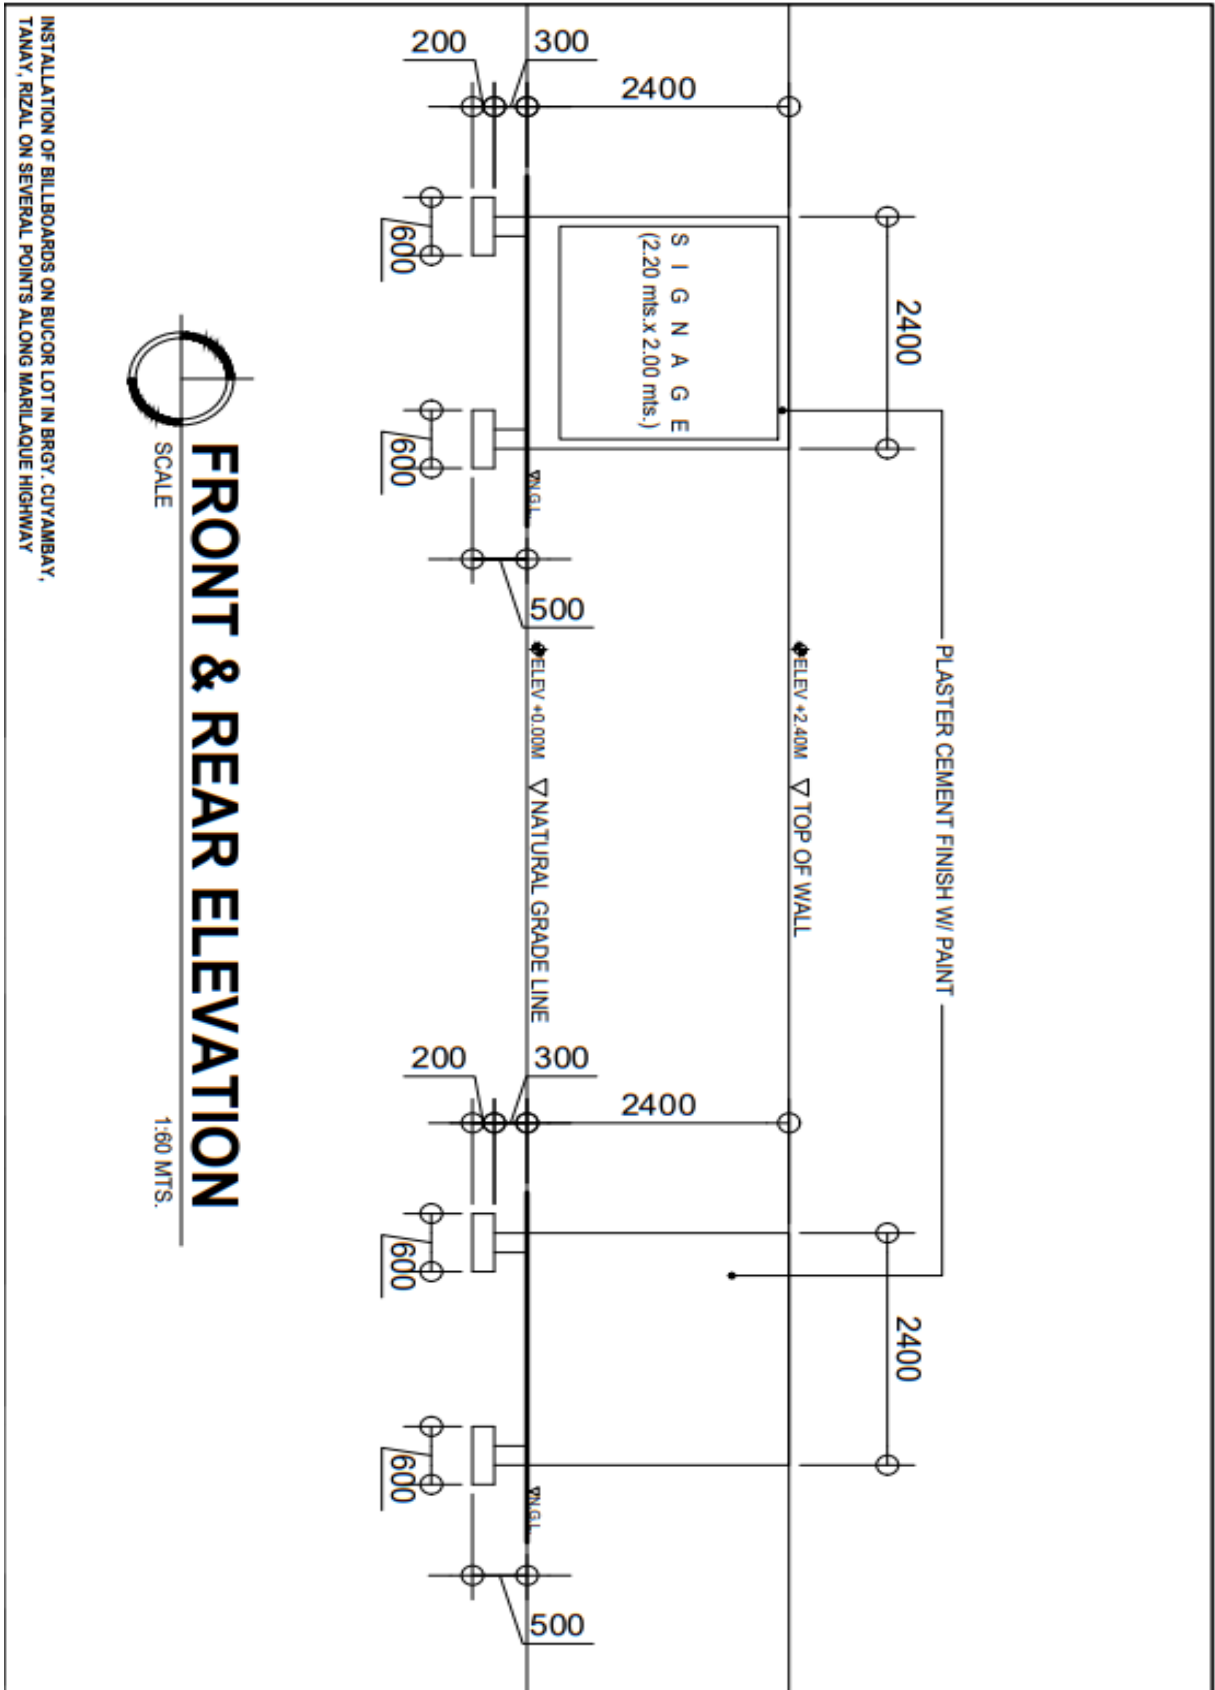 PLASTER CEMENT FINISH W/ PAINT
2400
2400
ELEV +2.40M TOP OF WALL
2400
2400
S I G N A G E
(2.20 mts.x 2.00 mts.)
300
N.G.L.
500
ELEV +0.00M NATURAL GRADE LINE
300
N.G.L.
500
200
200
600
600
600
600
FRONT & REAR ELEVATION
SCALE
1:60 MTS.
INSTALLATION OF BILLBOARDS ON BUCOR LOT IN BRGY. CUYAMBAY,
TANAY, RIZAL ON SEVERAL POINTS ALONG MARILAQUE HIGHWAY